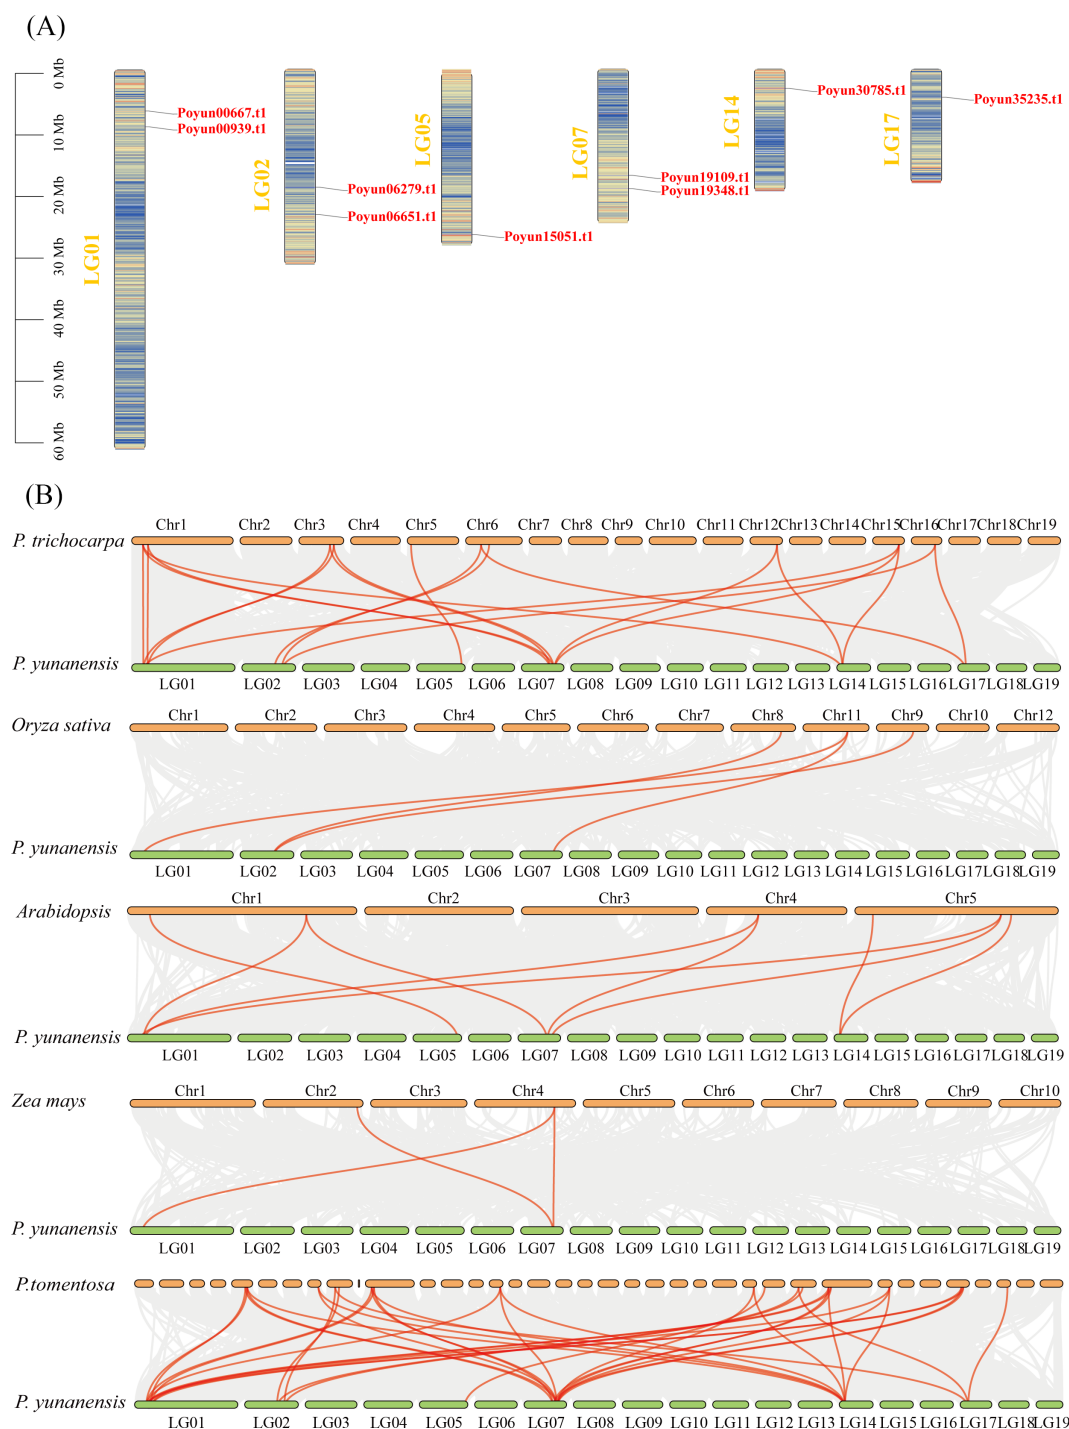 (A)
0 Mb
10 Mb
20 Mb
30 Mb
40 Mb
50 Mb
60 Mb
LG01
Poyun00667.t1
Poyun00939.t1
LG02
Poyun06279.t1
Poyun06651.t1
LG05
Poyun15051.t1
LG07
Poyun19109.t1
Poyun19348.t1
LG14
Poyun30785.t1
LG17
Poyun35235.t1
(B)
Chr1 Chr2 Chr3 Chr4 Chr5 Chr6 Chr7 Chr8 Chr9 Chr10 Chr11 Chr12 Chr13 Chr14 Chr15 Chr16 Chr17 Chr18 Chr19
P. trichocarpa
P. yunanensis
LG01 LG02 LG03 LG04 LG05 LG06 LG07 LG08 LG09 LG10 LG11 LG12 LG13 LG14 LG15 LG16 LG17 LG18 LG19
Chr1 Chr2 Chr3 Chr4 Chr5 Chr6 Chr7 Chr8 Chr11 Chr9 Chr10 Chr12
Oryza sativa
P. yunanensis
LG01 LG02 LG03 LG04 LG05 LG06 LG07 LG08 LG09 LG10 LG11 LG12 LG13 LG14 LG15 LG16 LG17 LG18 LG19
Chr1 Chr2 Chr3 Chr4 Chr5
Arabidopsis
P. yunanensis
LG01 LG02 LG03 LG04 LG05 LG06 LG07 LG08 LG09 LG10 LG11 LG12 LG13 LG14 LG15 LG16 LG17 LG18 LG19
Chr1 Chr2 Chr3 Chr4 Chr5 Chr6 Chr7 Chr8 Chr9 Chr10
Zea mays
P. yunanensis
LG01 LG02 LG03 LG04 LG05 LG06 LG07 LG08 LG09 LG10 LG11 LG12 LG13 LG14 LG15 LG16 LG17 LG18 LG19
P.tomentosa
P. yunanensis
LG01 LG02 LG03 LG04 LG05 LG06 LG07 LG08 LG09 LG10 LG11 LG12 LG13 LG14 LG15 LG16 LG17 LG18 LG19